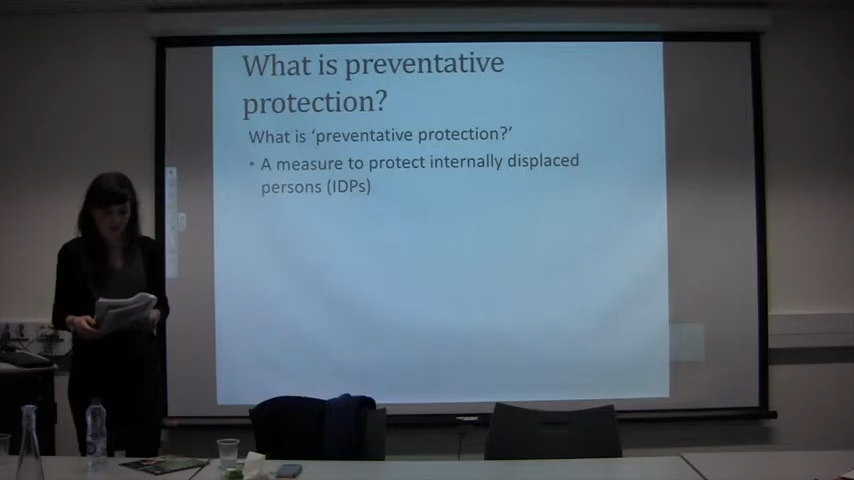 What is preventative
protection?
What is ‘preventative protection?’
• A measure to protect internally displaced
persons (IDPs)